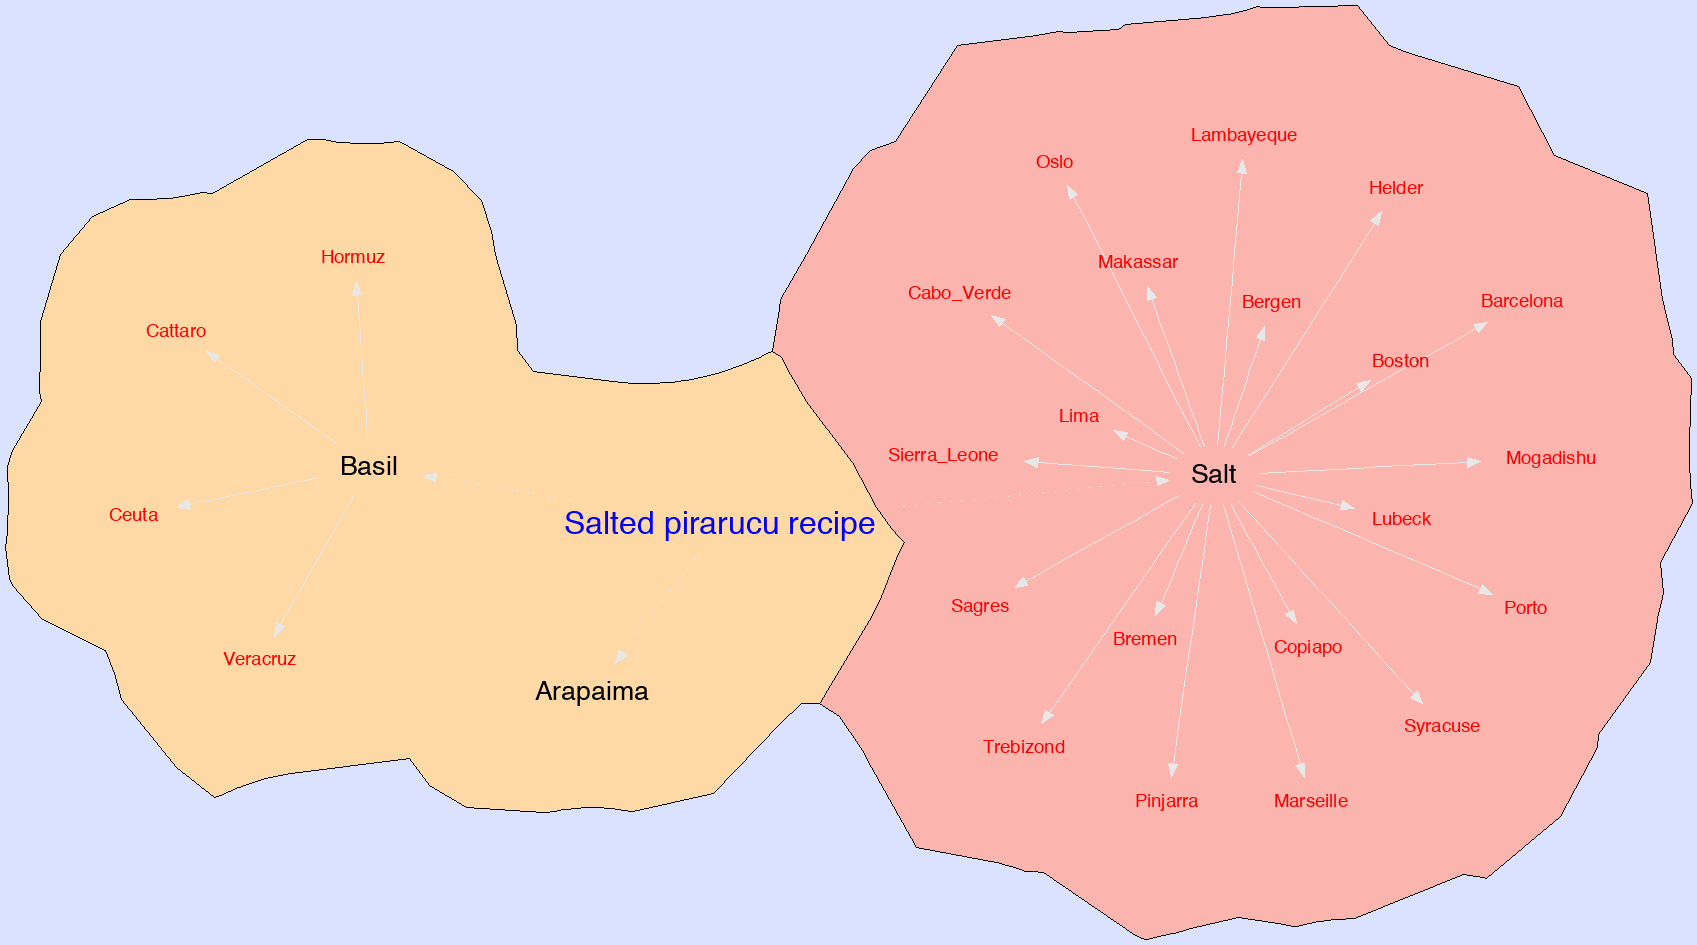 Lambayeque
Oslo
Helder
Hormuz
Makassar
Cabo_Verde
Bergen
Barcelona
Cattaro
Boston
Lima
Sierra_Leone
Mogadishu
Basil
Salt
Ceuta
Lubeck
Salted pirarucu recipe
Sagres
Porto
Bremen
Copiapo
Veracruz
Arapaima
Syracuse
Trebizond
Pinjarra
Marseille